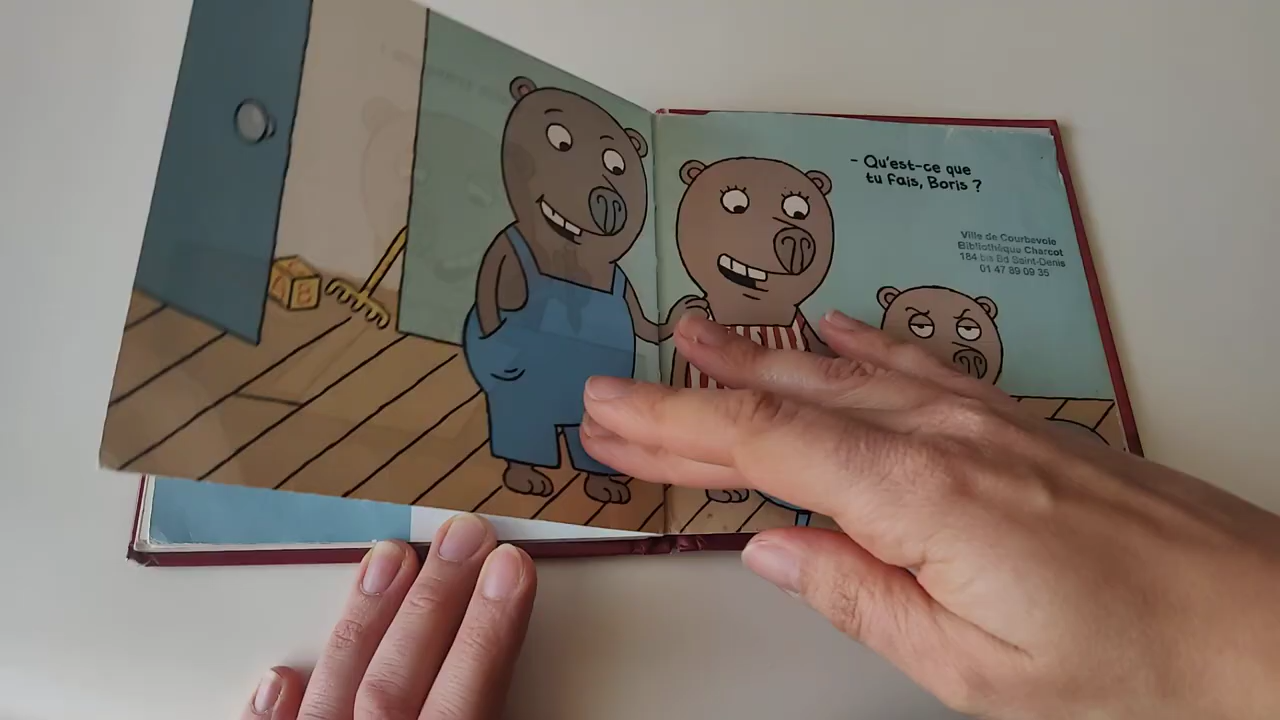 - Qu'est-ce que
tu fais, Boris ?
Ville de Courbevoie
Bibliothèque Charcot
184 bis Bd Saint-Denis
01 47 89 09 35
A B